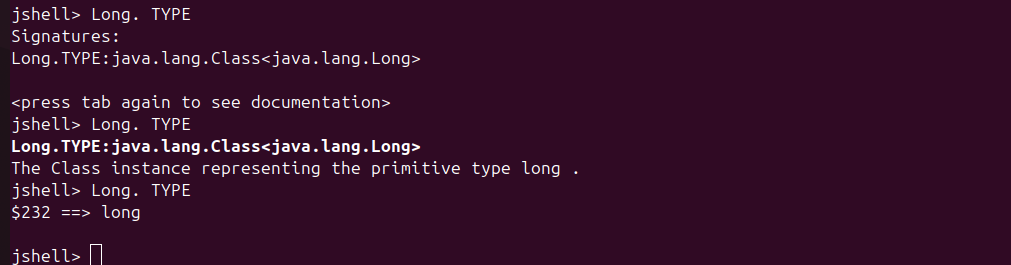 jshell> Long. TYPE
Signatures:
Long.TYPE:java.lang.Class<java.lang.Long>
<press tab again to see documentation>
jshell> Long. TYPE
Long.TYPE:java.lang.Class<java.lang.Long>
The Class instance representing the primitive type long .
jshell> Long. TYPE
$232 ==> long
jshell>